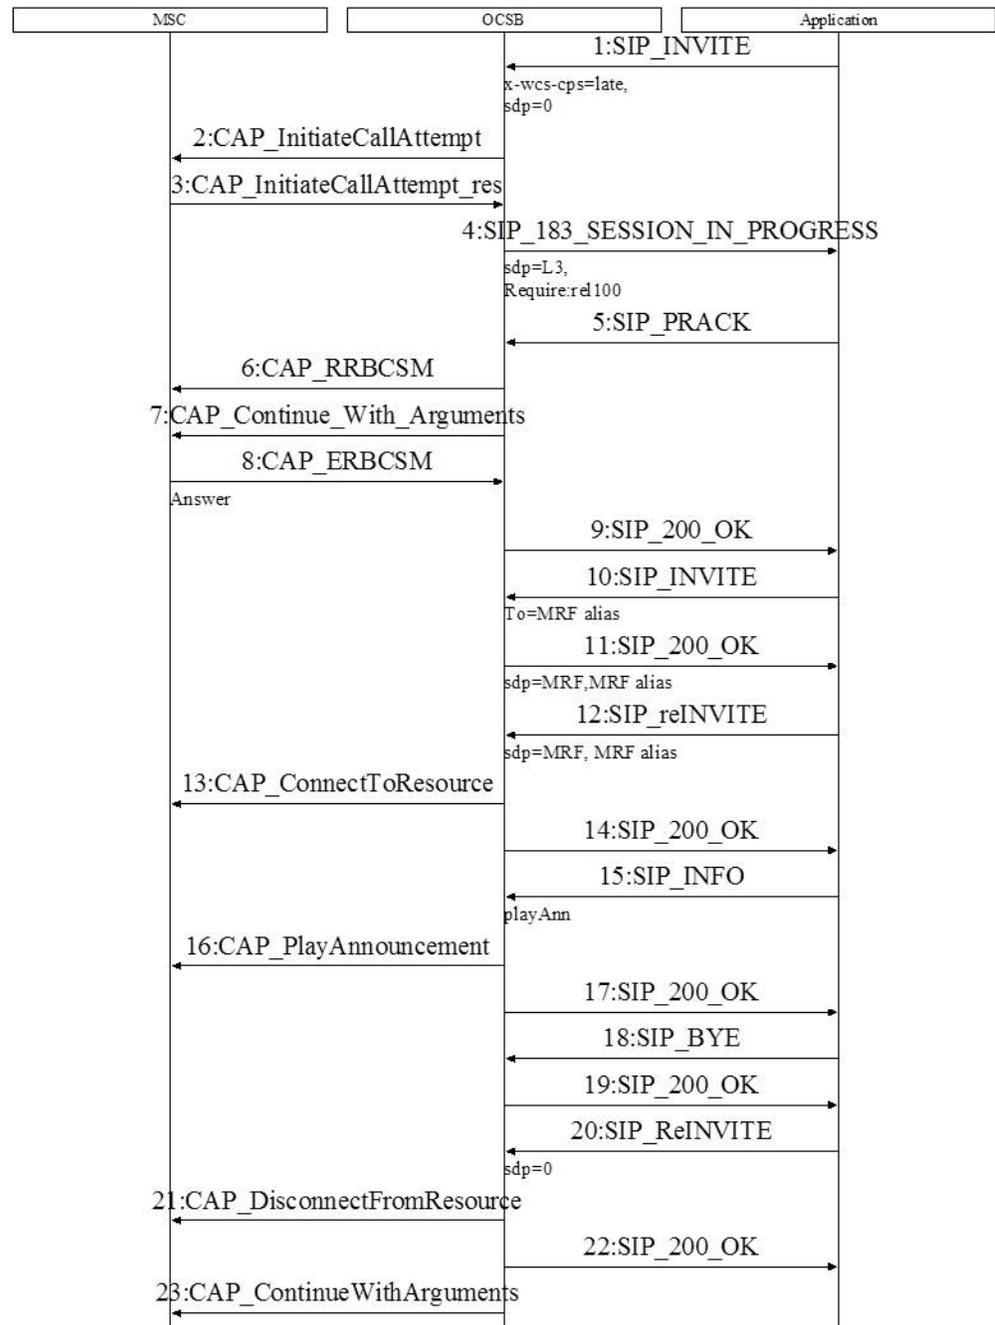 MSC OCSB Application
1:SIP_INVITE
x-wcs-cps=late,
sdp=0
2:CAP_InitiateCallAttempt
3:CAP_InitiateCallAttempt_res
4:SIP_183_SESSION_IN_PROGRESS
sdp=L3,
Require:rel100
5:SIP_PRACK
6:CAP_RRBCSM
7:CAP_Continue_With_Arguments
8:CAP_ERBCSM
Answer
9:SIP_200_OK
10:SIP_INVITE
To=MRF alias
11:SIP_200_OK
sdp=MRF,MRF alias
12:SIP_reINVITE
sdp=MRF, MRF alias
13:CAP_ConnectToResource
14:SIP_200_OK
15:SIP_INFO
playAnn
16:CAP_PlayAnnouncement
17:SIP_200_OK
18:SIP_BYE
19:SIP_200_OK
20:SIP_ReINVITE
sdp=0
21:CAP_DisconnectFromResource
22:SIP_200_OK
23:CAP_ContinueWithArguments